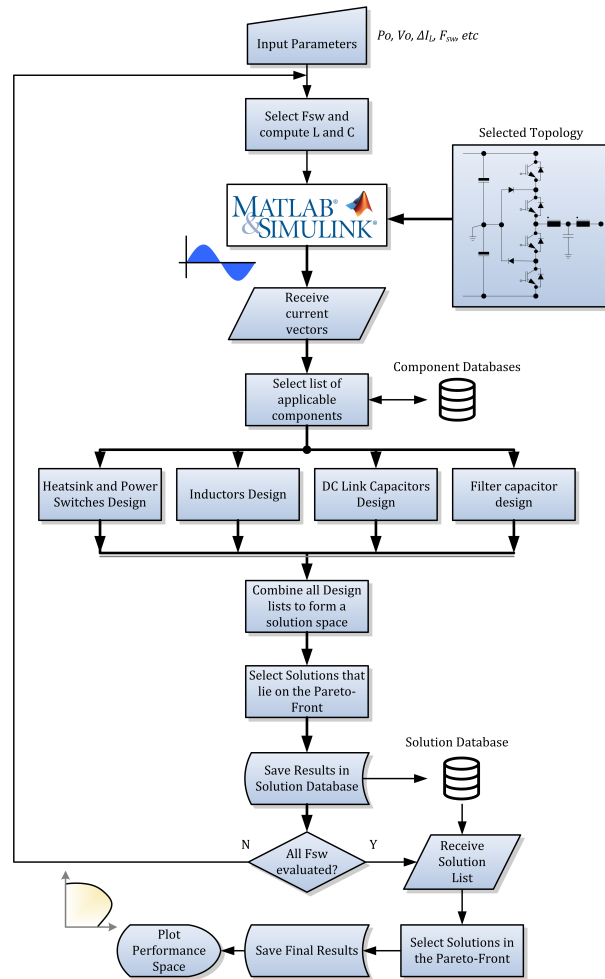 Input Parameters
Po, Vo, ΔI_L, F_sw, etc
Select Fsw and
compute L and C
Selected Topology
MATLAB®
&SIMULINK®
Receive
current
vectors
Select list of
applicable
components
Component Databases
Heatsink and Power
Switches Design
Inductors Design
DC Link Capacitors
Design
Filter capacitor
design
Combine all Design
lists to form a
solution space
Select Solutions that
lie on the Pareto-
Front
Save Results in
Solution Database
Solution Database
N
All Fsw
evaluated?
Y
Receive
Solution
List
Select Solutions in
the Pareto-Front
Save Final Results
Plot
Performance
Space